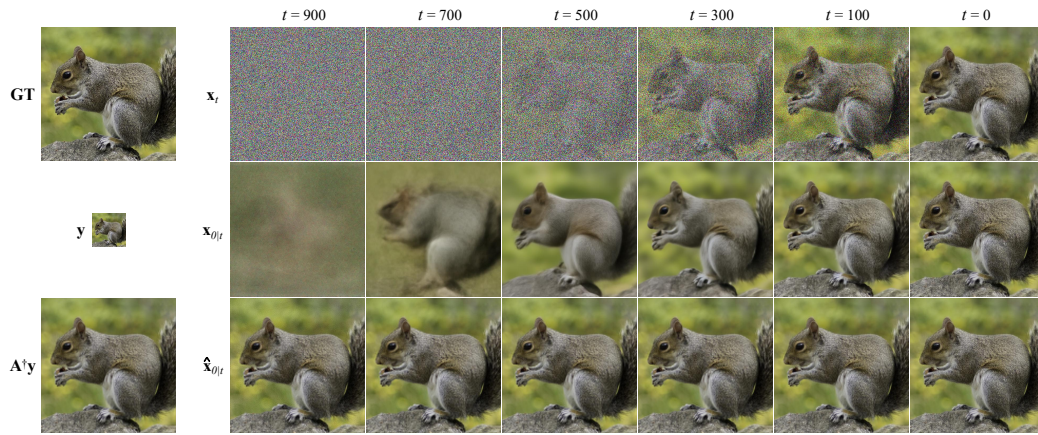 t = 900 t = 700 t = 500 t = 300 t = 100 t = 0
GT xₜ
y x₀|ₜ
A†y x̂₀|ₜ